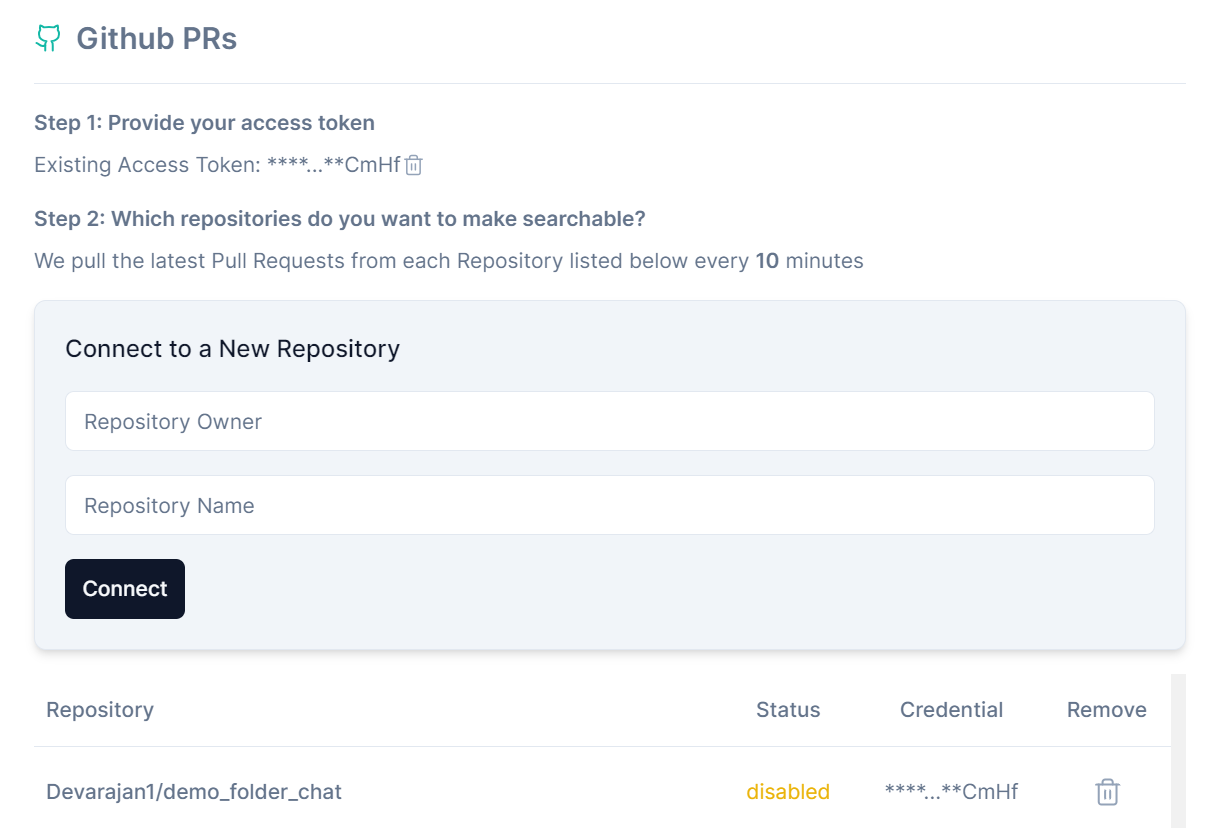 Github PRs
Step 1: Provide your access token
Existing Access Token: ****...**CmHf
Step 2: Which repositories do you want to make searchable?
We pull the latest Pull Requests from each Repository listed below every 10 minutes
Connect to a New Repository
Repository Owner
Repository Name
Connect
Repository Status Credential Remove
Devarajan1/demo_folder_chat disabled ****...**CmHf